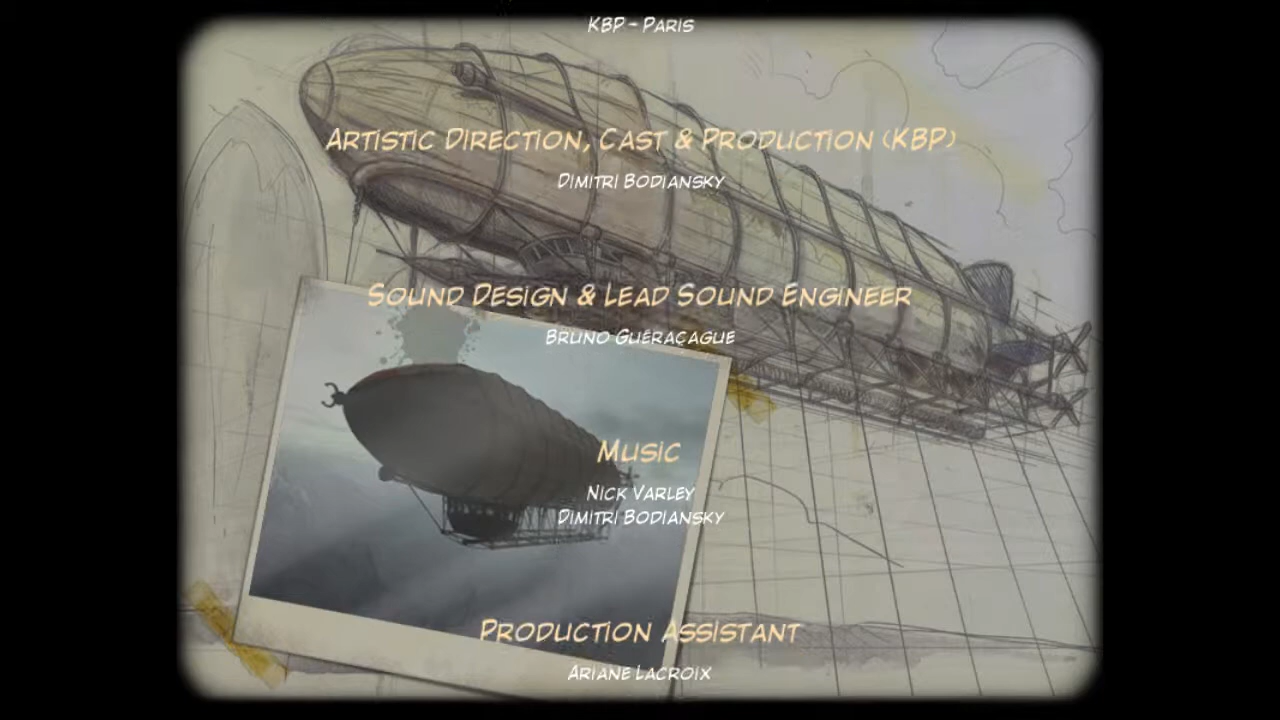 KBP - Paris
Artistic Direction, Cast & Production (KBP)
Dimitri Bodiansky
Sound Design & Lead Sound Engineer
Bruno Guéraçague
Music
Nick Varley
Dimitri Bodiansky
Production Assistant
Ariane Lacroix